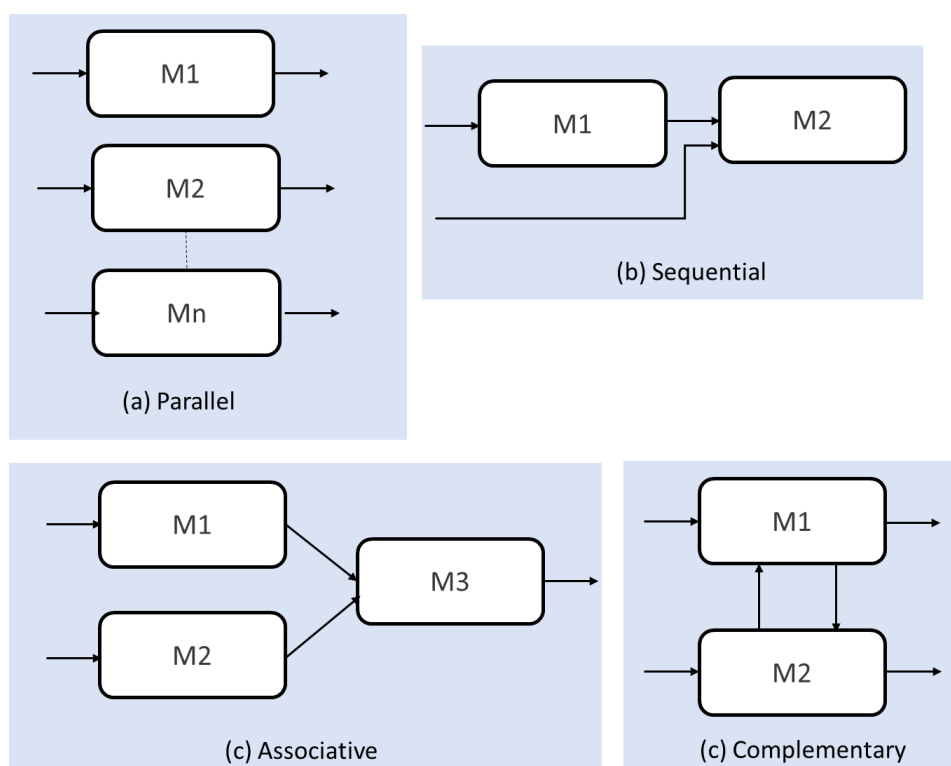 M1
M2
Mn
(a) Parallel
M1
M2
(b) Sequential
M1
M2
M3
(c) Associative
M1
M2
(c) Complementary